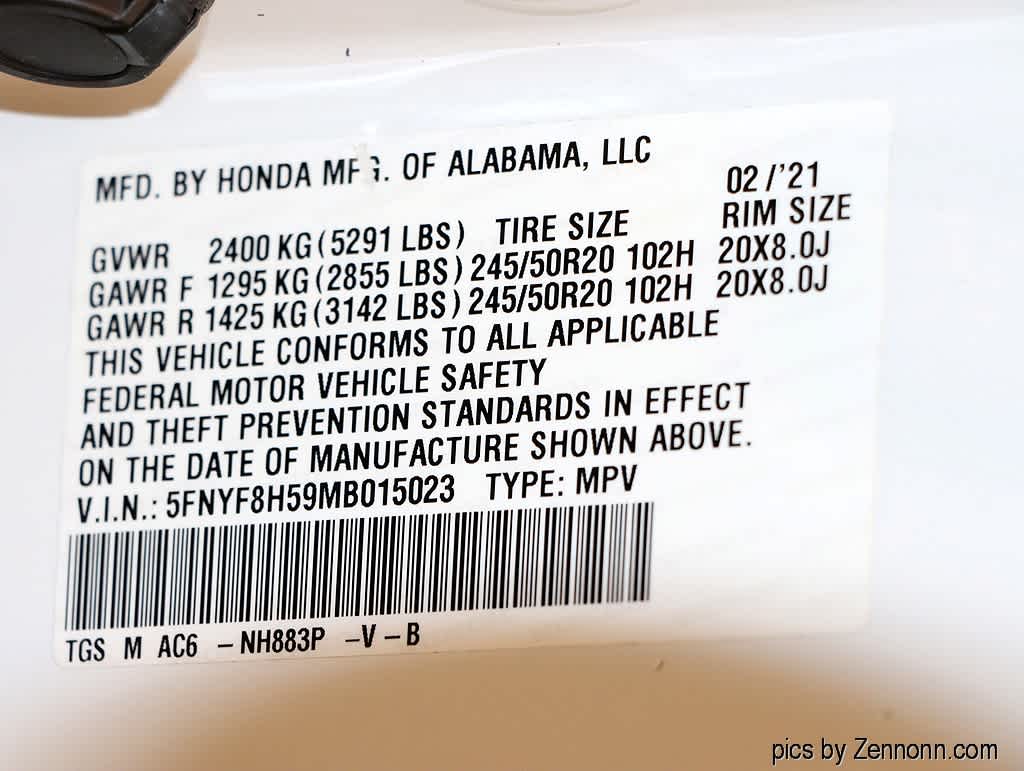 MFD. BY HONDA MFG. OF ALABAMA, LLC
02/'21
GVWR 2400 KG (5291 LBS) TIRE SIZE RIM SIZE
GAWR F 1295 KG (2855 LBS) 245/50R20 102H 20X8.0J
GAWR R 1425 KG (3142 LBS) 245/50R20 102H 20X8.0J
THIS VEHICLE CONFORMS TO ALL APPLICABLE
FEDERAL MOTOR VEHICLE SAFETY
AND THEFT PREVENTION STANDARDS IN EFFECT
ON THE DATE OF MANUFACTURE SHOWN ABOVE.
V.I.N.: 5FNYF8H59MB015023 TYPE: MPV
TGS M AC6 -NH883P -V-B
pics by Zennonn.com